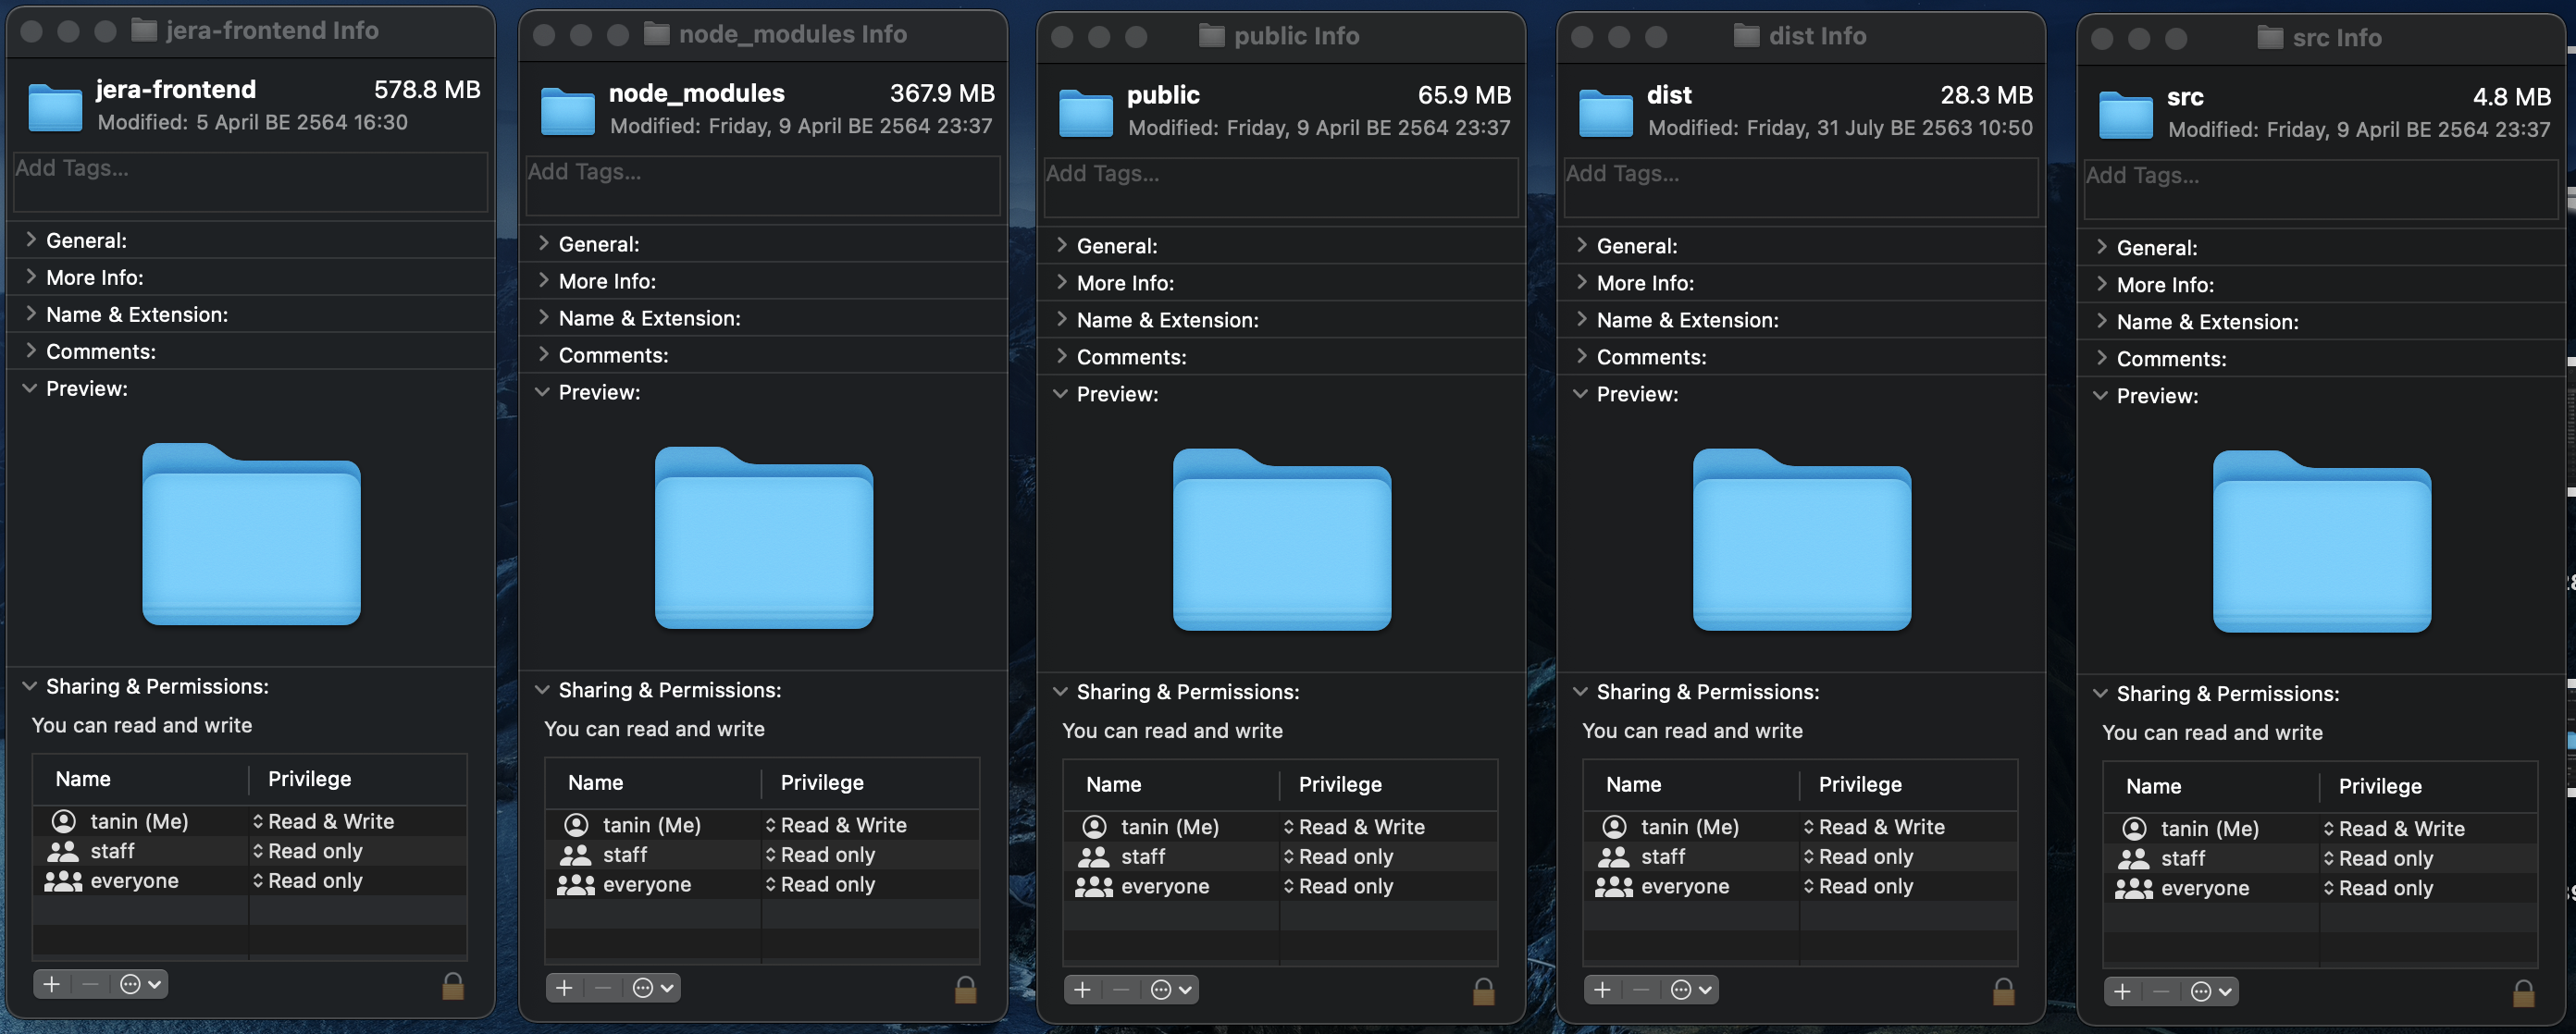 jera-frontend Info
jera-frontend 578.8 MB
Modified: 5 April BE 2564 16:30
Add Tags...
General:
More Info:
Name & Extension:
Comments:
Preview:
Sharing & Permissions:
You can read and write
Name Privilege
tanin (Me) Read & Write
staff Read only
everyone Read only
node_modules Info
node_modules 367.9 MB
Modified: Friday, 9 April BE 2564 23:37
Add Tags...
General:
More Info:
Name & Extension:
Comments:
Preview:
Sharing & Permissions:
You can read and write
Name Privilege
tanin (Me) Read & Write
staff Read only
everyone Read only
public Info
public 65.9 MB
Modified: Friday, 9 April BE 2564 23:37
Add Tags...
General:
More Info:
Name & Extension:
Comments:
Preview:
Sharing & Permissions:
You can read and write
Name Privilege
tanin (Me) Read & Write
staff Read only
everyone Read only
dist Info
dist 28.3 MB
Modified: Friday, 31 July BE 2563 10:50
Add Tags...
General:
More Info:
Name & Extension:
Comments:
Preview:
Sharing & Permissions:
You can read and write
Name Privilege
tanin (Me) Read & Write
staff Read only
everyone Read only
src Info
src 4.8 MB
Modified: Friday, 9 April BE 2564 23:37
Add Tags...
General:
More Info:
Name & Extension:
Comments:
Preview:
Sharing & Permissions:
You can read and write
Name Privilege
tanin (Me) Read & Write
staff Read only
everyone Read only